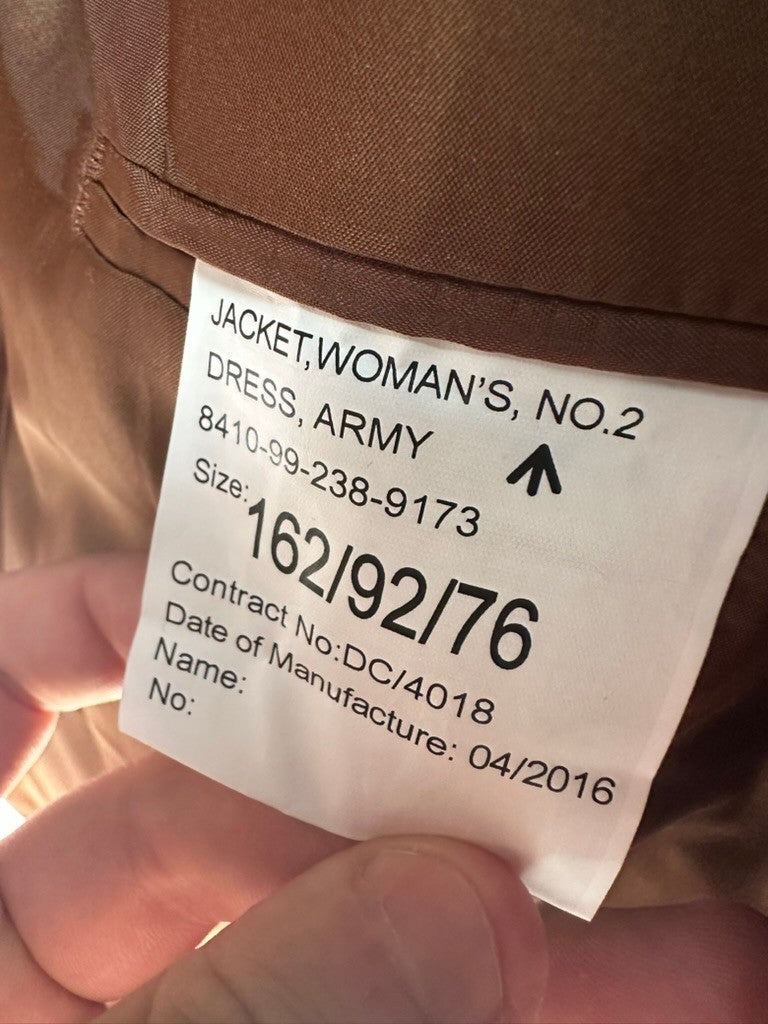 JACKET,WOMAN'S, NO.2
DRESS, ARMY
8410-99-238-9173
Size:
162/92/76
Contract No:DC/4018
Date of Manufacture: 04/2016
Name:
No: